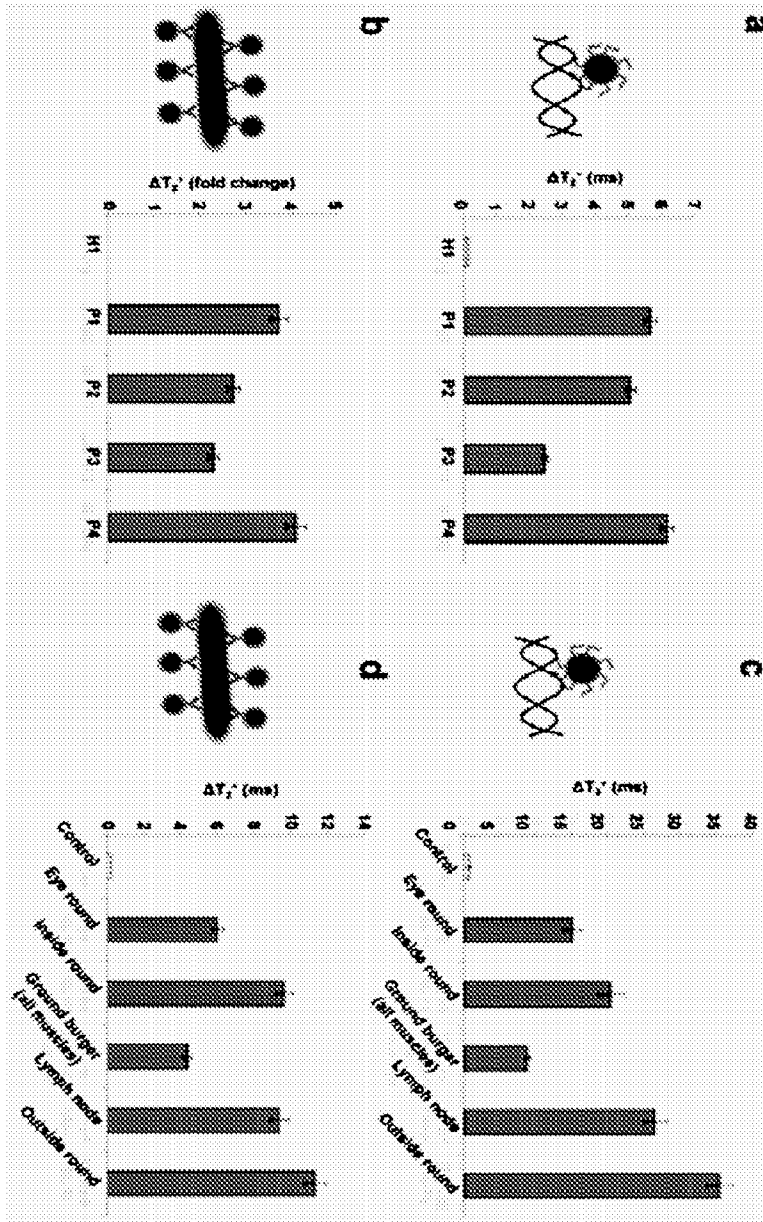 a
ΔT₂* (ms)
7
6
5
4
3
2
1
0
H1 P1 P2 P3 P4
b
ΔT₂* (fold change)
5
4
3
2
1
0
H1 P1 P2 P3 P4
c
ΔT₂* (ms)
40
35
30
25
20
15
10
5
0
Control
Eye round
Inside round
Ground burger
(all muscles)
Lymph node
Outside round
d
ΔT₂* (ms)
14
12
10
8
6
4
2
0
Control
Eye round
Inside round
Ground burger
(all muscles)
Lymph node
Outside round